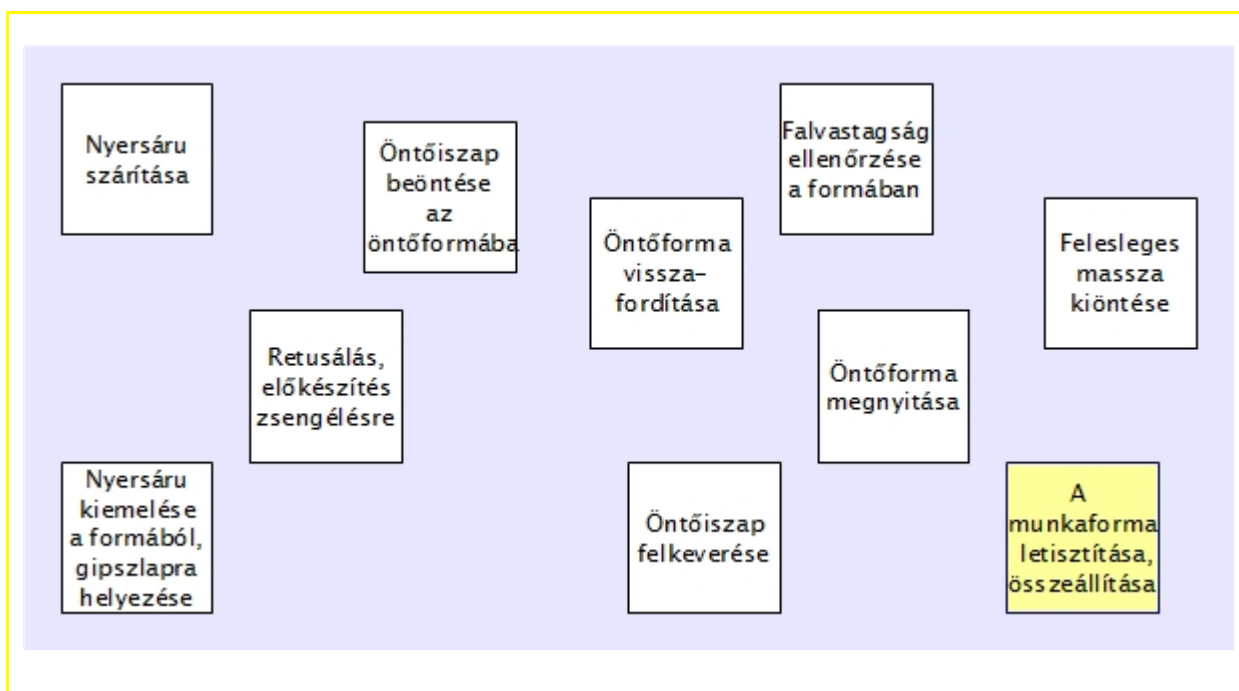 Nyersáru
szárítása
Öntőiszap
beöntése
az
öntőformába
Falvastagság
ellenőrzése
a formában
Öntőforma
vissza-
fordítása
Felesleges
massza
kiöntése
Retusálás,
előkészítés
zsengélésre
Öntőforma
megnyitása
Nyersáru
kiemelése
a formából,
gipszlapra
helyezése
Öntőiszap
felkeverése
A
munkaforma
letisztítása,
összeállítása